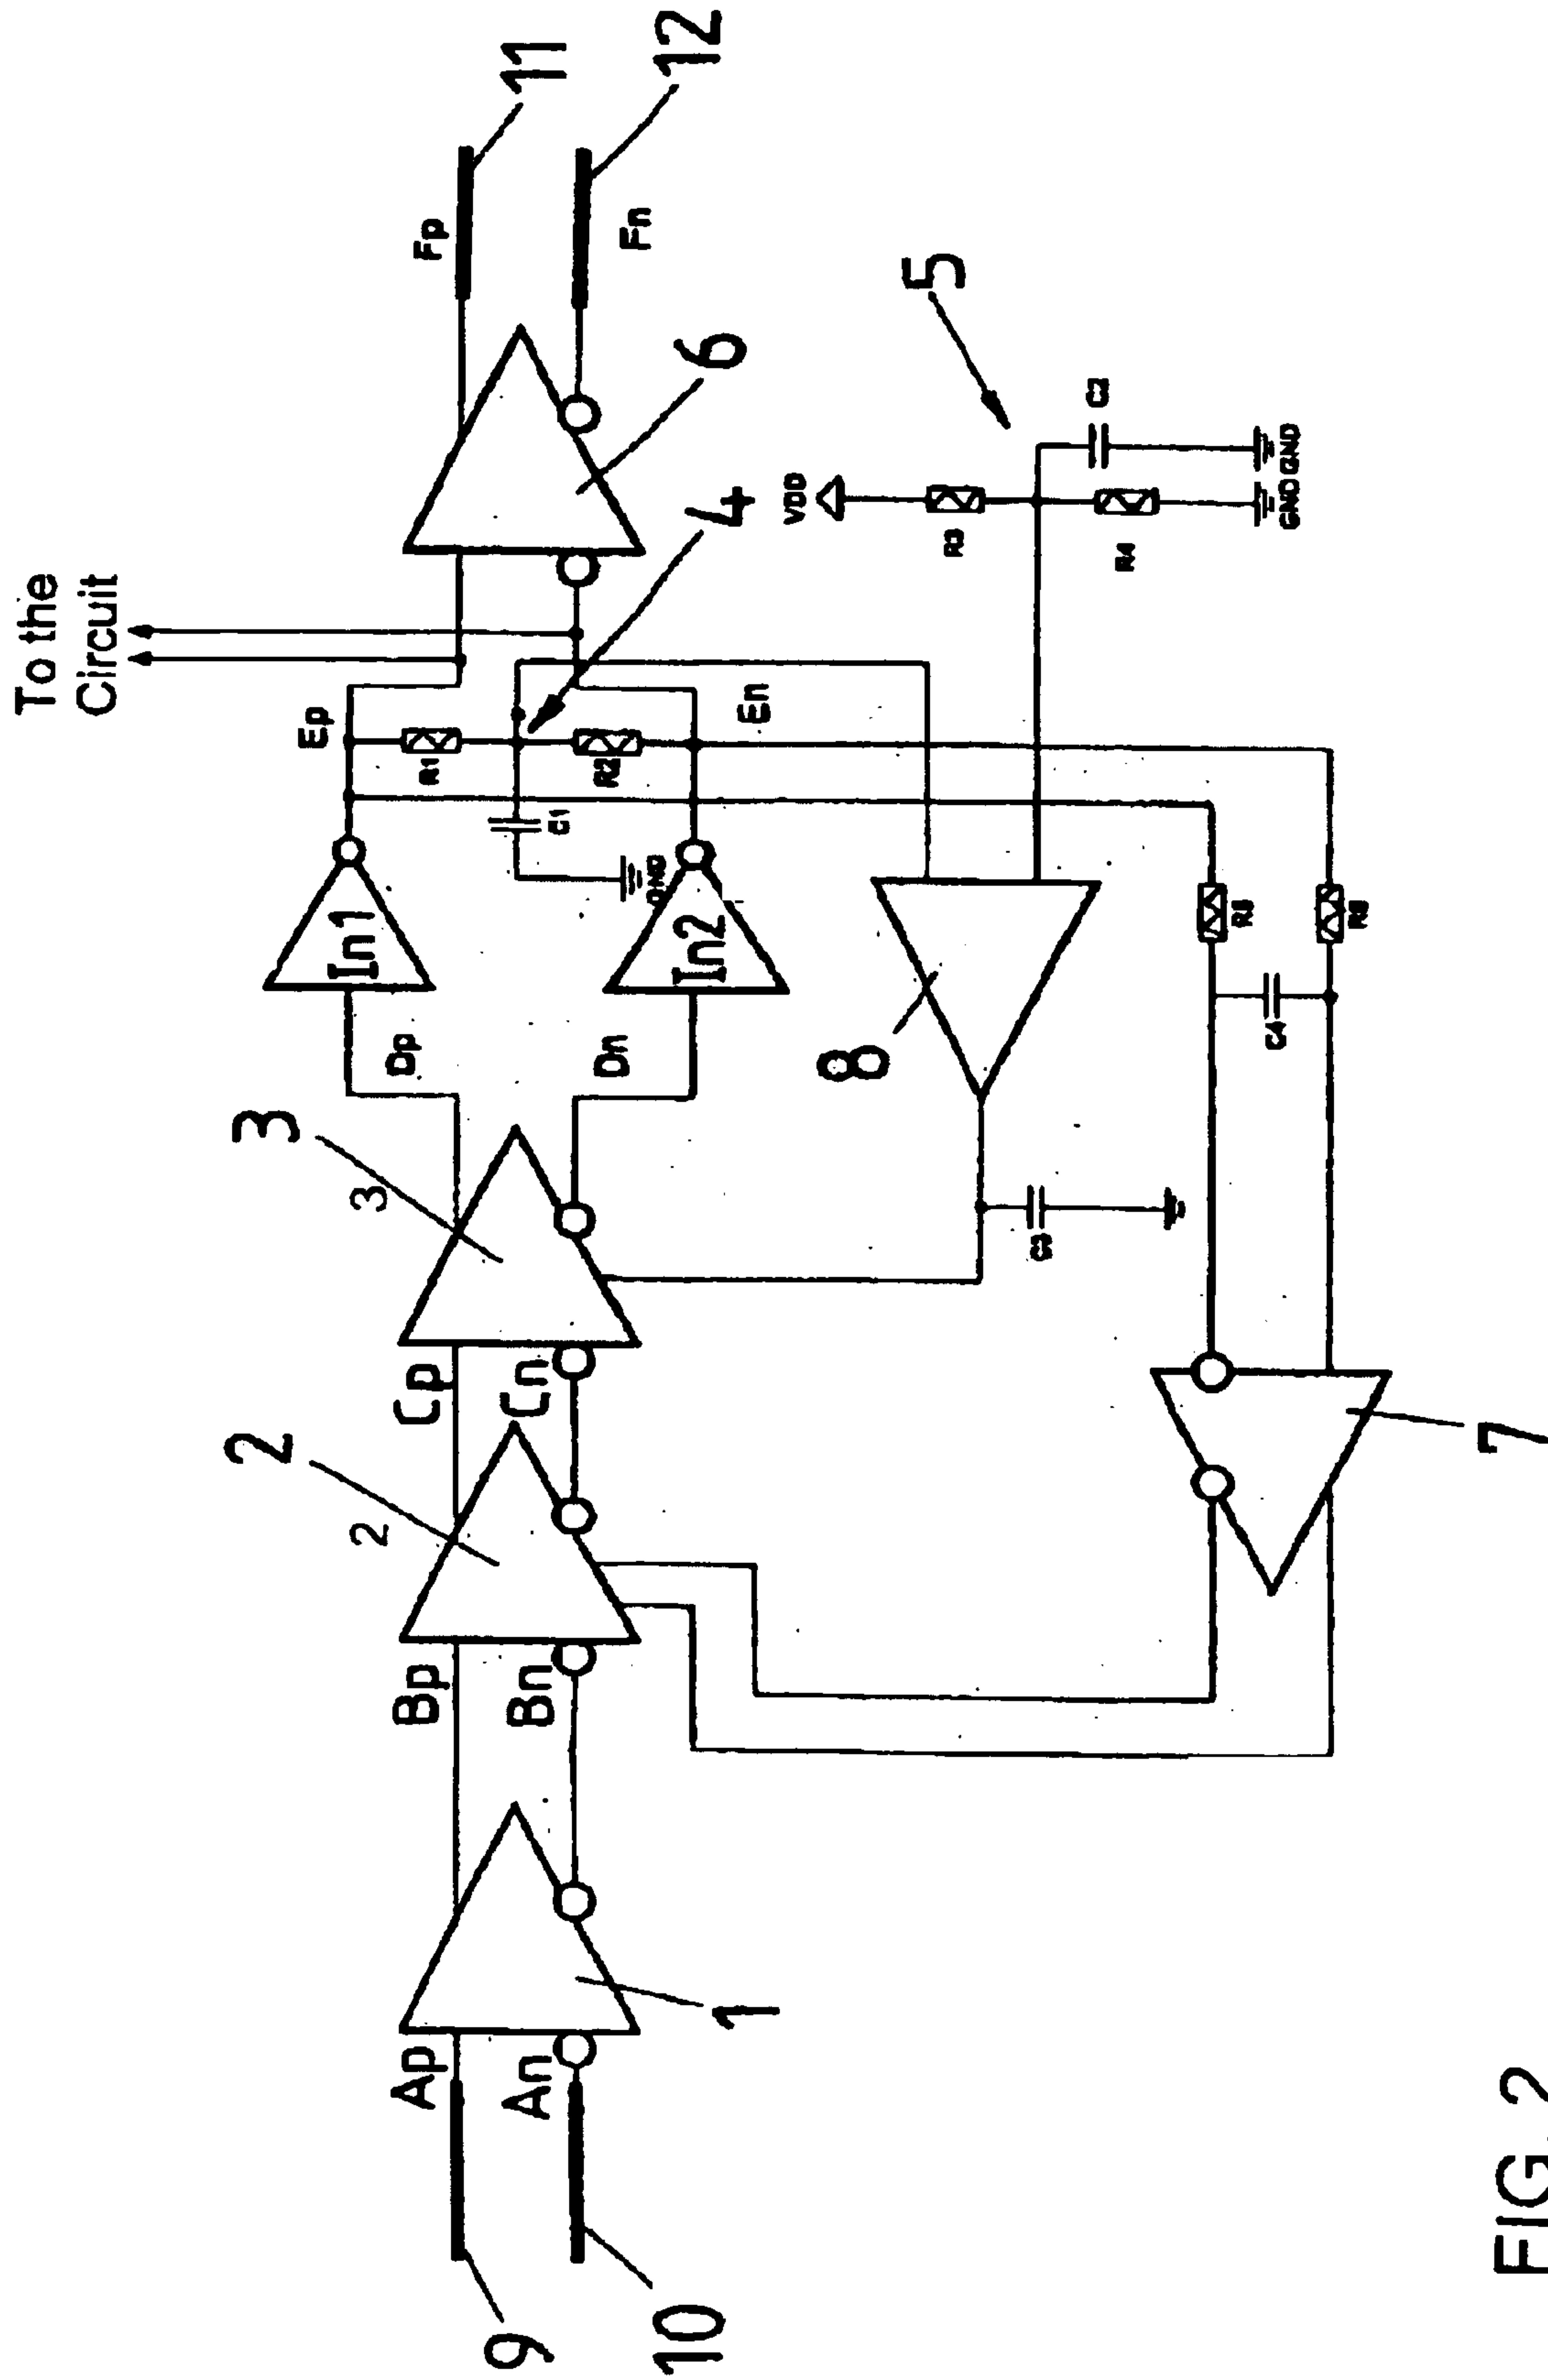 To the
Circuit
11
12
Fp
Fn
6
5
4
VDD
R3
R4
C2
GND
GND
Ep
En
R1
R2
C1
GND
In1
In2
Dp
Dn
8
3
3
C3
R6
C4
Cp
Cn
2
2
7
Bp
Bn
1
Ap
An
9
10
FIG. 2